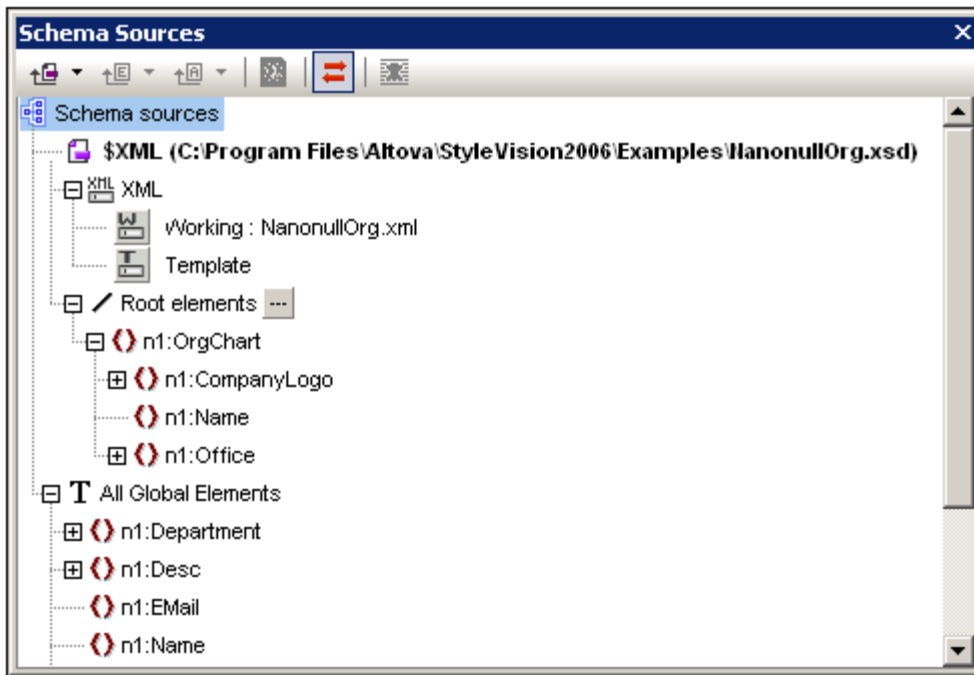 Schema Sources
Schema sources
$XML (C:\Program Files\Altova\StyleVision2006\Examples\NanonullOrg.xsd)
XML XML
W Working : NanonullOrg.xml
T Template
Root elements ...
n1:OrgChart
n1:CompanyLogo
n1:Name
n1:Office
T All Global Elements
n1:Department
n1:Desc
n1:EMail
n1:Name